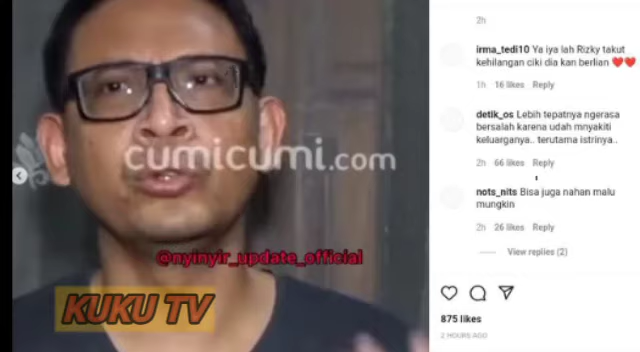 cumicumi.com
@nyinyir_update_official
KUKU TV
2h
irma_tedi10 Ya iya lah Rizky takut
kehilangan ciki dia kan berlian ❤️❤️
1h 16 likes Reply
detik_os Lebih tepatnya ngerasa
bersalah karena udah mnyakiti
keluarganya.. terutama istrinya..
2h 66 likes Reply
nots_nits Bisa juga nahan malu
mungkin
2h 26 likes Reply
View replies (2)
875 likes
2 HOURS AGO